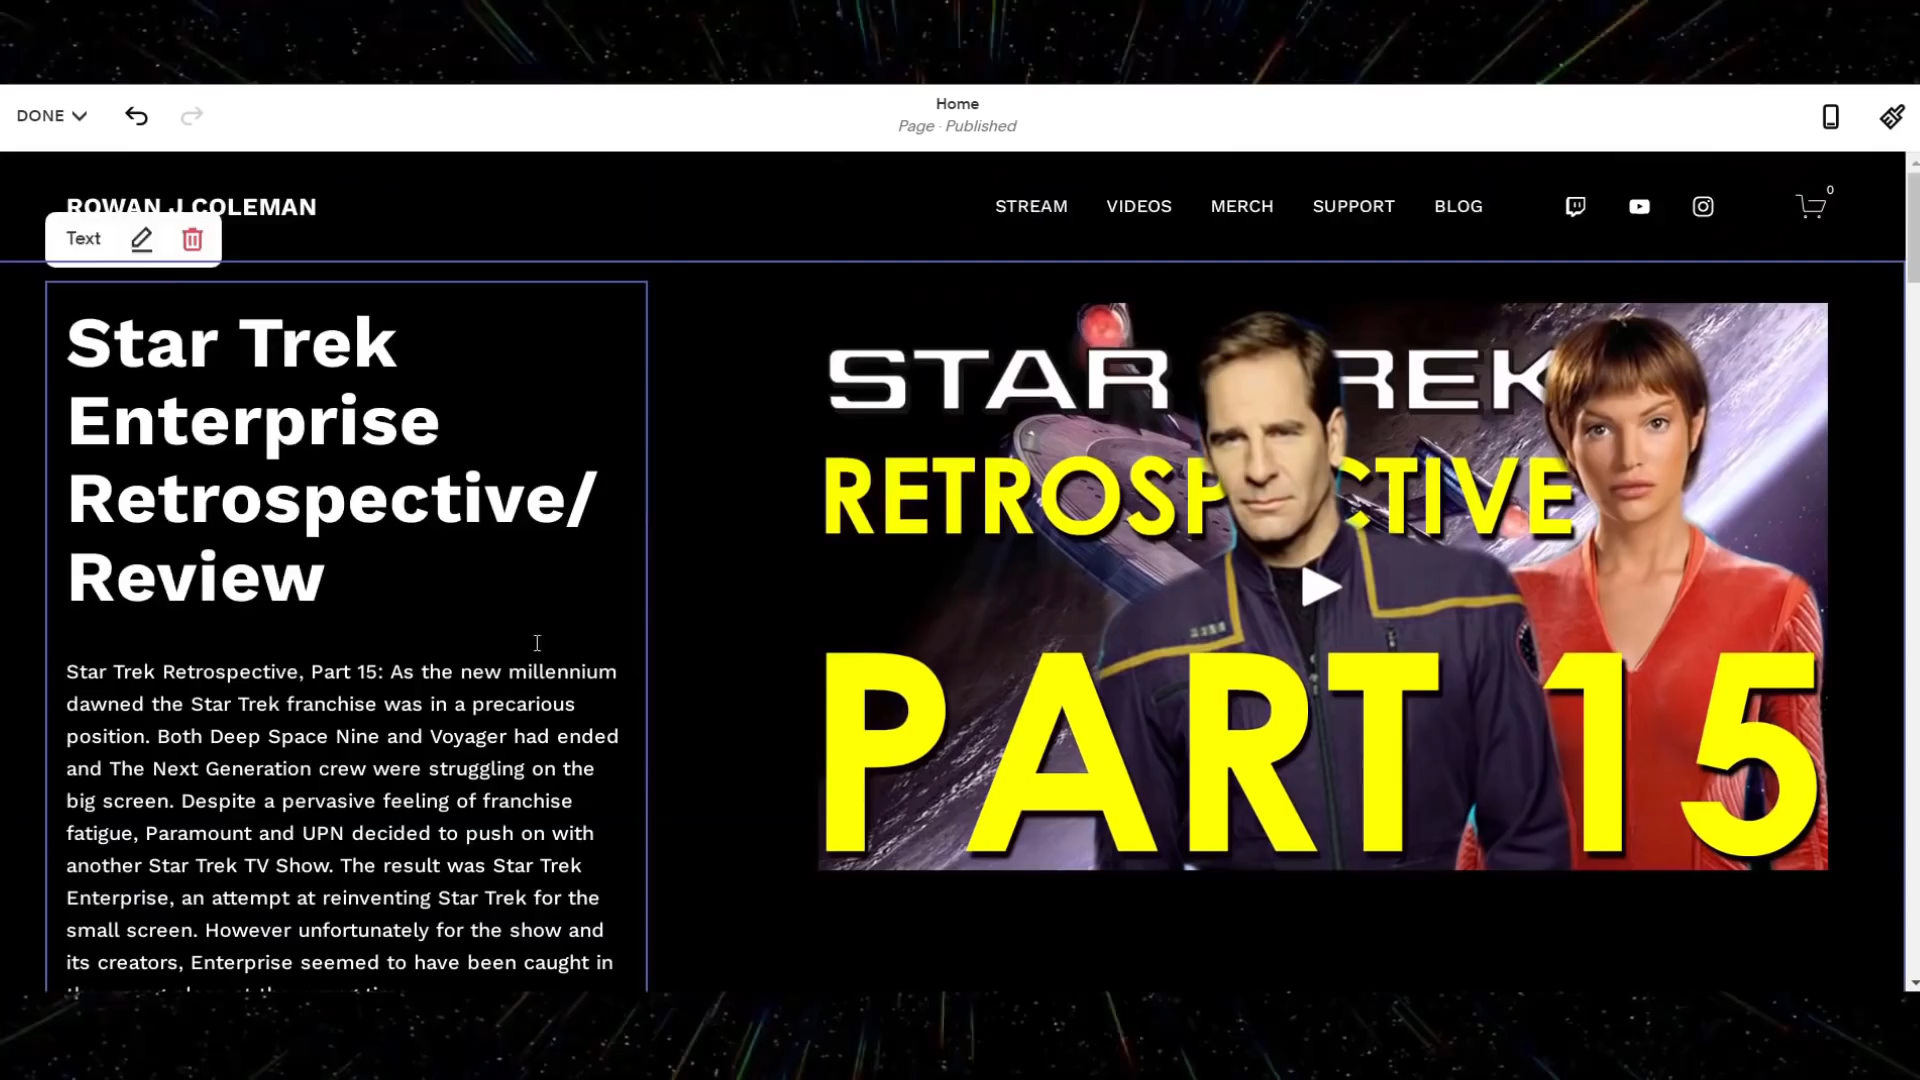 DONE
Home
Page · Published
ROWAN J COLEMAN
STREAM VIDEOS MERCH SUPPORT BLOG
0
Text
Star Trek
Enterprise
Retrospective/
Review
Star Trek Retrospective, Part 15: As the new millennium
dawned the Star Trek franchise was in a precarious
position. Both Deep Space Nine and Voyager had ended
and The Next Generation crew were struggling on the
big screen. Despite a pervasive feeling of franchise
fatigue, Paramount and UPN decided to push on with
another Star Trek TV Show. The result was Star Trek
Enterprise, an attempt at reinventing Star Trek for the
small screen. However unfortunately for the show and
its creators, Enterprise seemed to have been caught in
STAR REK
RETROSP CTIVE
PART 15